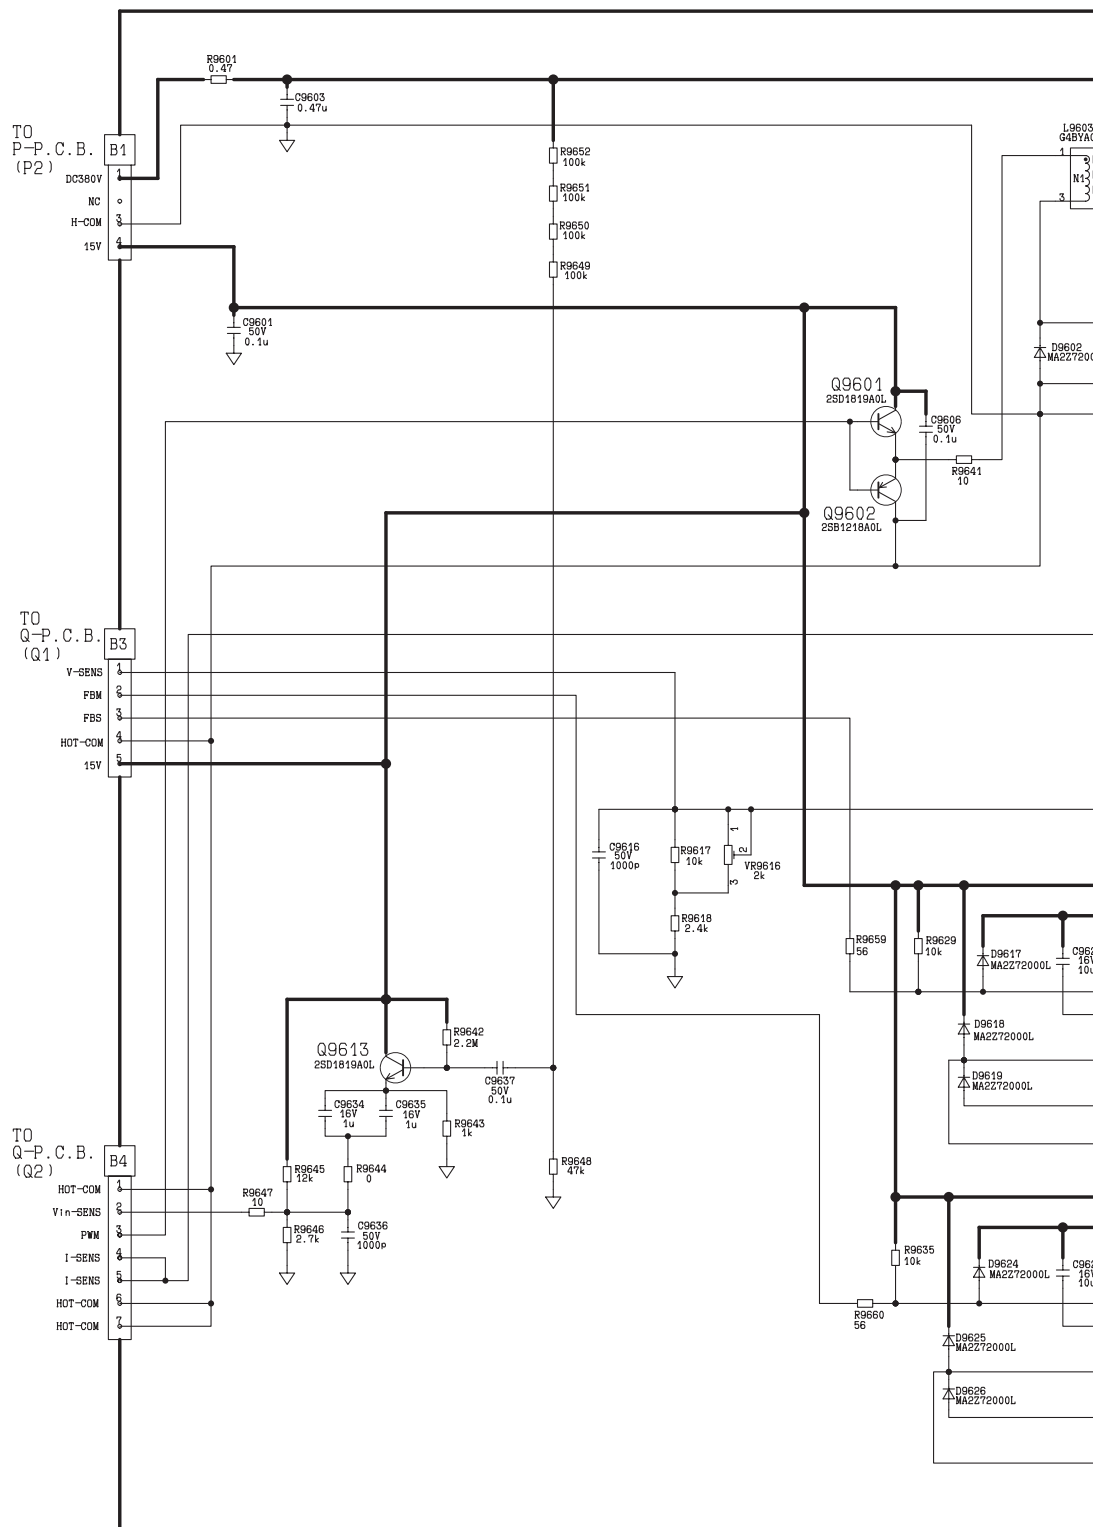 R9601
0.47
C9603
0.47u
TO
P-P.C.B.
(P2)
B1
1
DC380V
NC
3
H-COM
4
15V
R9652
100k
R9651
100k
R9650
100k
R9649
100k
L9603
1
N1
3
C9601
50V
0.1u
D9602
Q9601
2SD1819A0L
C9606
50V
0.1u
R9641
10
Q9602
2SB1218A0L
TO
Q-P.C.B.
(Q1)
B3
1
V-SENS
2
FBM
3
FBS
4
HOT-COM
5
15V
C9616
50V
1000p
R9617
10k
1
2
3
VR9616
2k
R9618
2.4k
R9659
56
R9629
10k
D9617
MA2Z72000L
16V
10u
D9618
MA2Z72000L
D9619
MA2Z72000L
Q9613
2SD1819A0L
R9642
2.2M
C9637
50V
0.1u
C9634
16V
1u
C9635
16V
1u
R9643
1k
TO
Q-P.C.B.
(Q2)
B4
1
HOT-COM
2
Vin-SENS
3
PWM
4
I-SENS
5
I-SENS
6
HOT-COM
7
HOT-COM
R9647
10
R9645
12k
R9644
0
R9646
2.7k
C9636
50V
1000p
R9648
47k
R9635
10k
D9624
MA2Z72000L
R9660
56
D9625
MA2Z72000L
D9626
MA2Z72000L